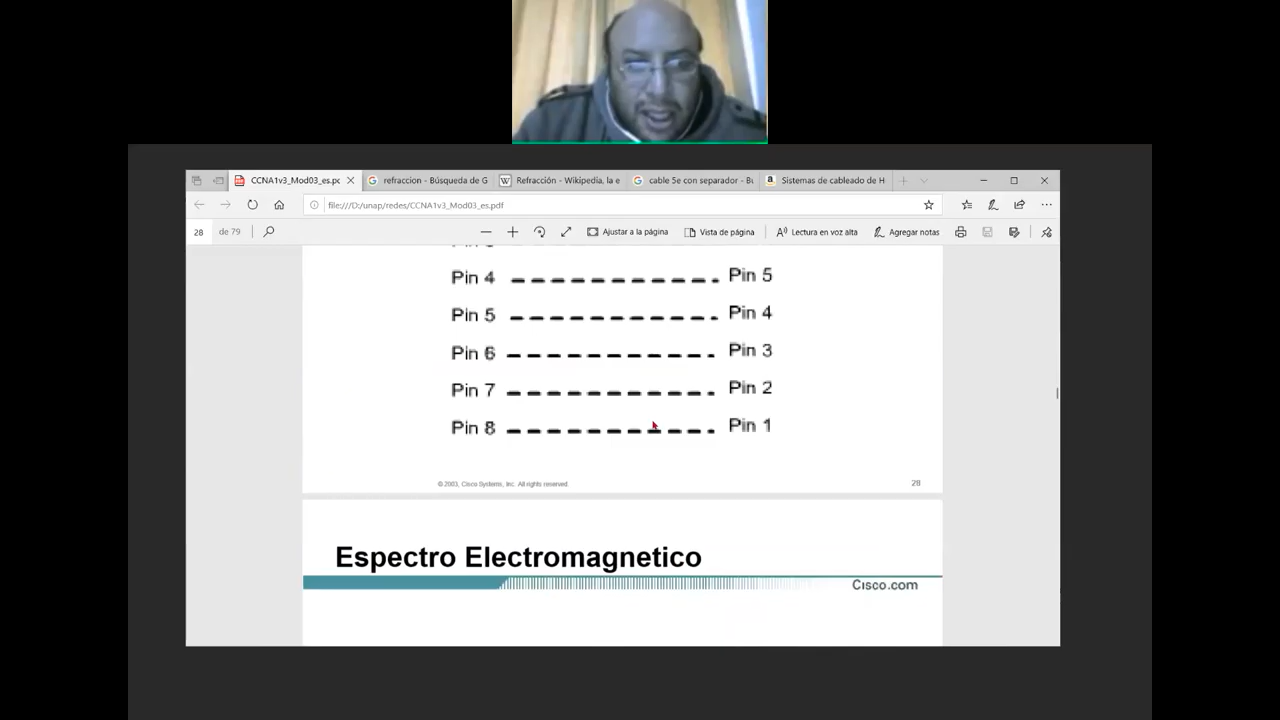 CCNA1v3_Mod03_es.pc
refraccion - Búsqueda de G
Refracción - Wikipedia, la e
cable 5e con separador - Bu
Sistemas de cableado de H
file:///D:/unap/redes/CCNA1v3_Mod03_es.pdf
28 de 79
Ajustar a la página
Vista de página
Lectura en voz alta
Agregar notas
Pin 4 Pin 5
Pin 5 Pin 4
Pin 6 Pin 3
Pin 7 Pin 2
Pin 8 Pin 1
© 2003, Cisco Systems, Inc. All rights reserved. 28
Espectro Electromagnetico
Cisco.com